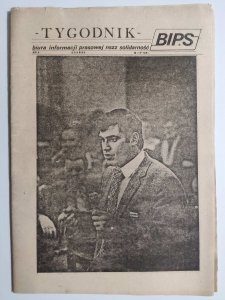 -TYGODNIK-
BIPS
biura informacji prasowej nszz solidarność